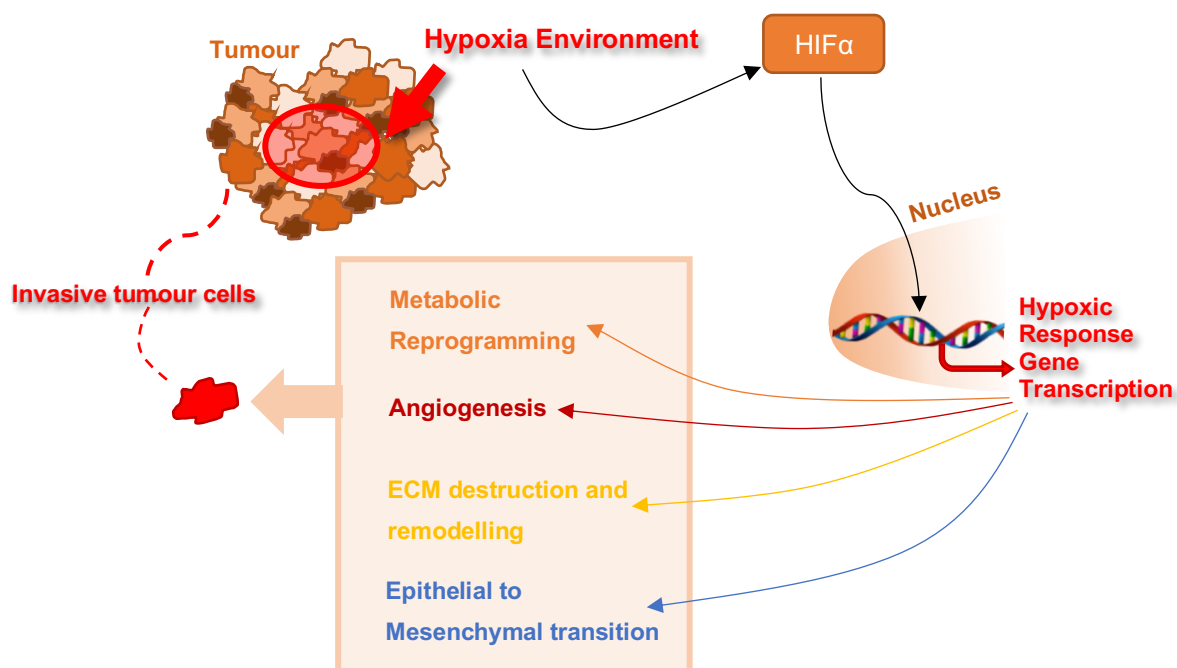 Hypoxia Environment
Tumour
HIFα
Nucleus
Invasive tumour cells
Hypoxic
Response
Gene
Transcription
Metabolic
Reprogramming
Angiogenesis
ECM destruction and
remodelling
Epithelial to
Mesenchymal transition